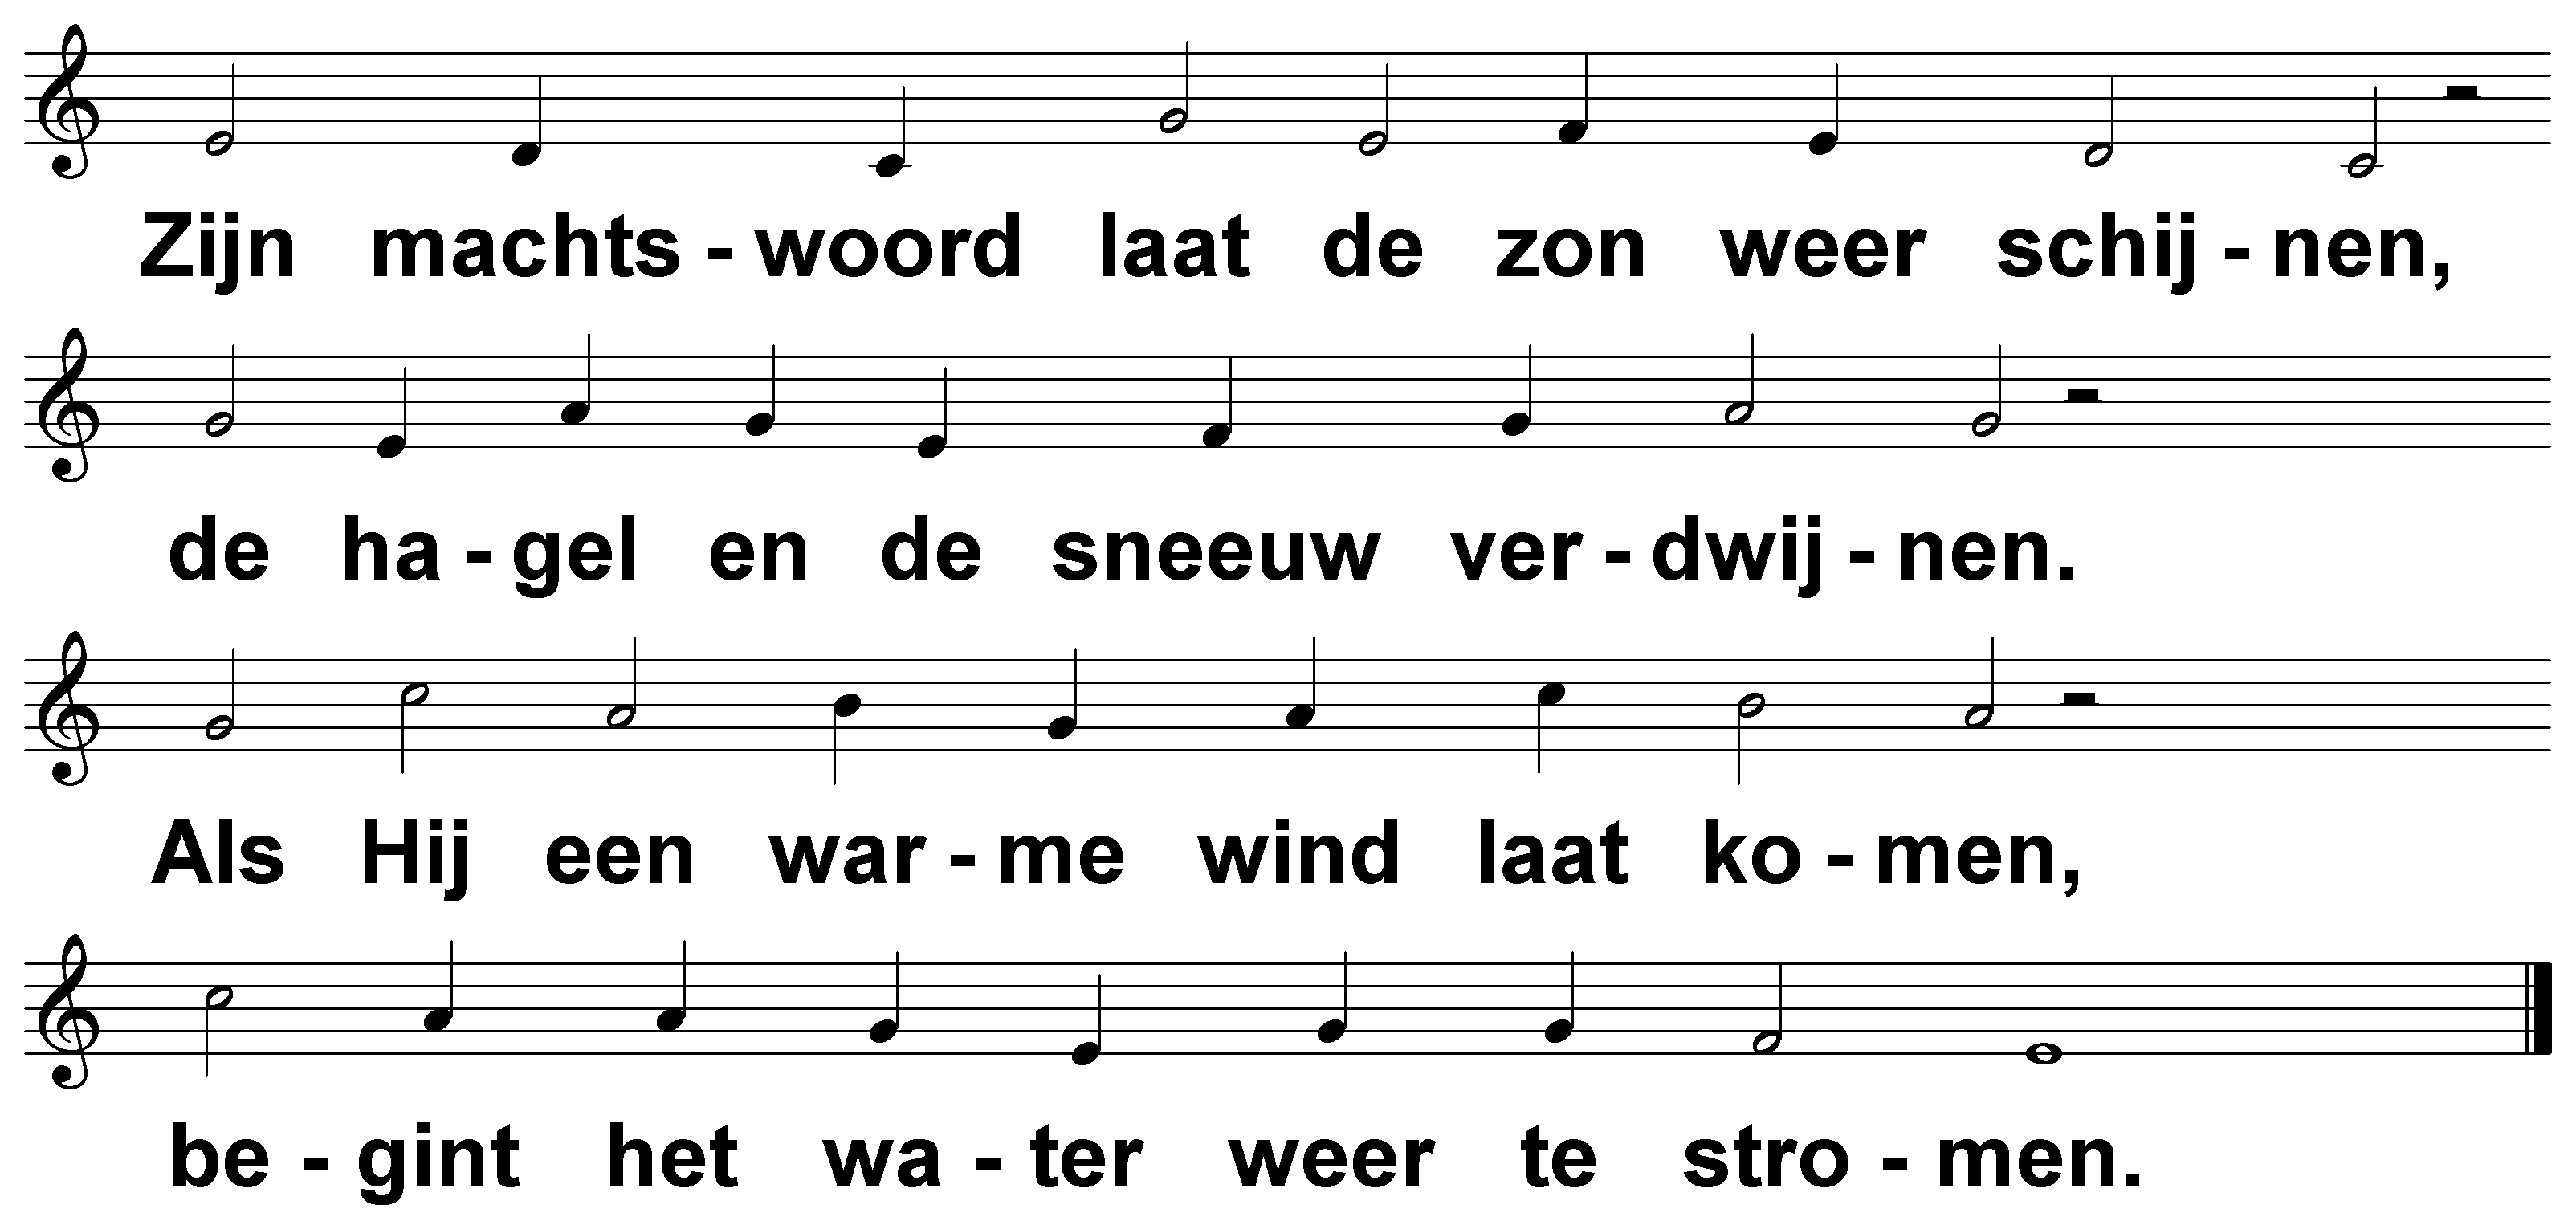 Zijn machts - woord laat de zon weer schij - nen,
de ha - gel en de sneeuw ver - dwij - nen.
Als Hij een war - me wind laat ko - men,
be - gint het wa - ter weer te stro - men.